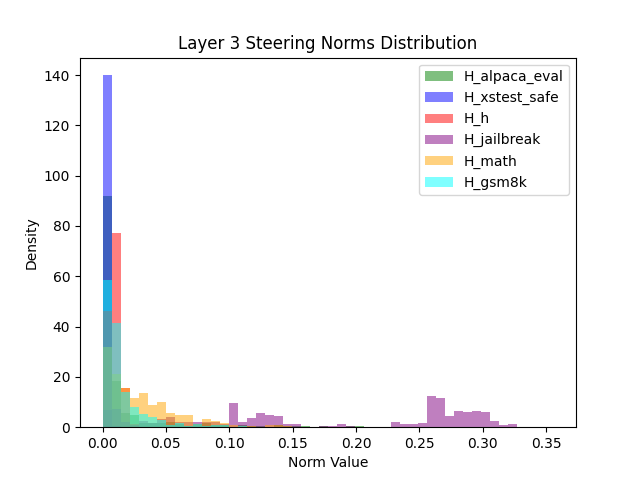 Layer 3 Steering Norms Distribution
H_alpaca_eval
H_xstest_safe
H_h
H_jailbreak
H_math
H_gsm8k
Density
140
120
100
80
60
40
20
0
0.00 0.05 0.10 0.15 0.20 0.25 0.30 0.35
Norm Value